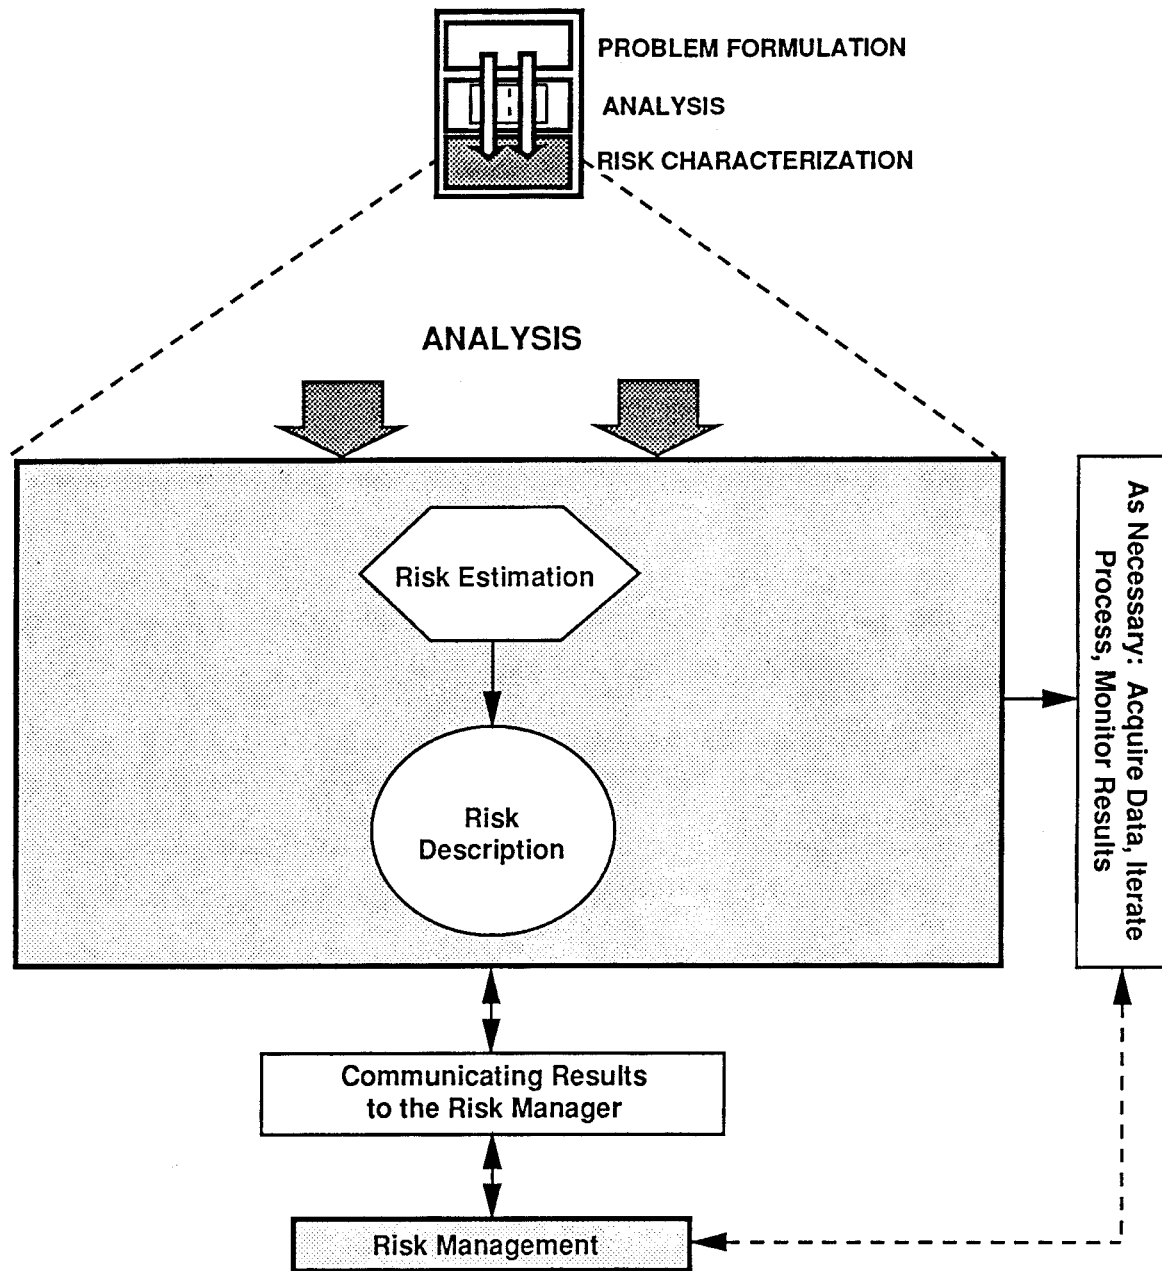 PROBLEM FORMULATION
ANALYSIS
RISK CHARACTERIZATION
ANALYSIS
Risk Estimation
Risk
Description
As Necessary: Acquire Data, Iterate
Process, Monitor Results
Communicating Results
to the Risk Manager
Risk Management